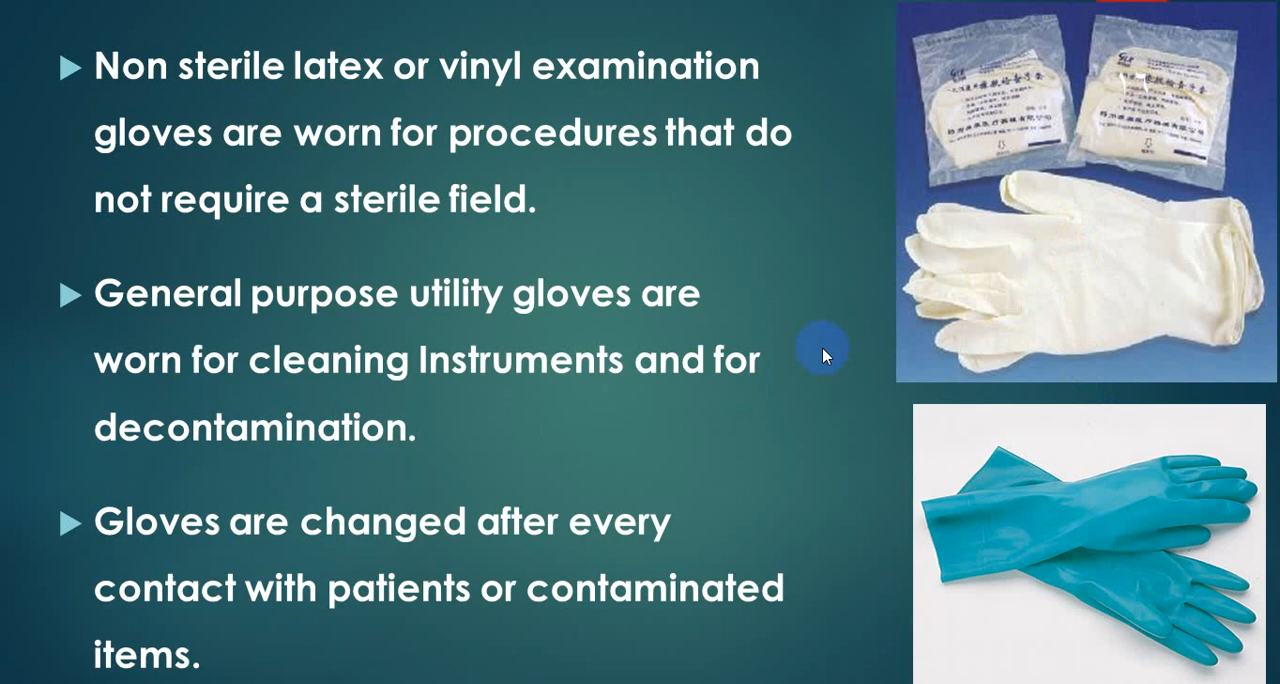 Non sterile latex or vinyl examination
gloves are worn for procedures that do
not require a sterile field.
General purpose utility gloves are
worn for cleaning Instruments and for
decontamination.
Gloves are changed after every
contact with patients or contaminated
items.